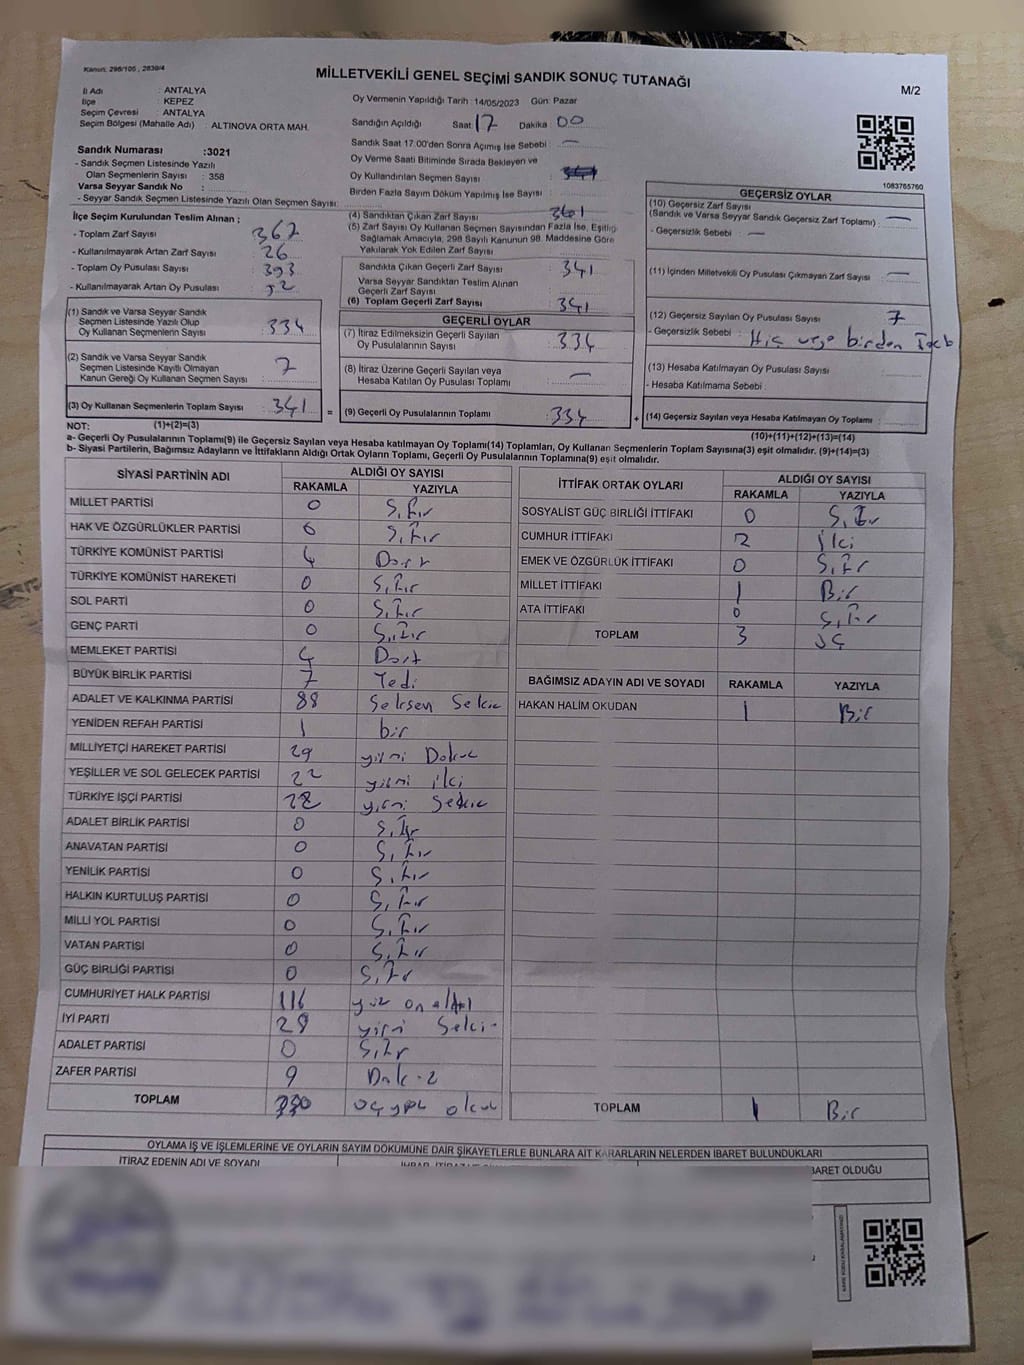 Kanun: 298/105 , 2839/4
MİLLETVEKİLİ GENEL SEÇİMİ SANDIK SONUÇ TUTANAĞI
M/2
İl Adı : ANTALYA
İlçe : KEPEZ
Seçim Çevresi : ANTALYA
Seçim Bölgesi (Mahalle Adı) : ALTINOVA ORTA MAH.
Oy Vermenin Yapıldığı Tarih :14/05/2023 Gün: Pazar
Sandığın Açıldığı Saat 17 Dakika 00
Sandık Saat 17:00'den Sonra Açımış İse Sebebi : —
Oy Verme Saati Bitiminde Sırada Bekleyen ve
Oy Kullandırılan Seçmen Sayısı
Birden Fazla Sayım Döküm Yapılmış İse Sayısı :
Sandık Numarası :3021
- Sandık Seçmen Listesinde Yazılı
Olan Seçmenlerin Sayısı : 358
Varsa Seyyar Sandık No :
- Seyyar Sandık Seçmen Listesinde Yazılı Olan Seçmen Sayısı:
İlçe Seçim Kurulundan Teslim Alınan ;
- Toplam Zarf Sayısı : 367
- Kullanılmayarak Artan Zarf Sayısı : 26
- Toplam Oy Pusulası Sayısı : 393
- Kullanılmayarak Artan Oy Pusulası : 52
(1) Sandık ve Varsa Seyyar Sandık
Seçmen Listesinde Yazılı Olup
Oy Kullanan Seçmenlerin Sayısı : 334
(2) Sandık ve Varsa Seyyar Sandık
Seçmen Listesinde Kayıtlı Olmayan
Kanun Gereği Oy Kullanan Seçmen Sayısı : 7
(3) Oy Kullanan Seçmenlerin Toplam Sayısı : 341 =
(4) Sandıktan Çıkan Zarf Sayısı : 341
(5) Zarf Sayısı Oy Kullanan Seçmen Sayısından Fazla İse, Eşitliği
Sağlamak Amacıyla, 298 Sayılı Kanunun 98. Maddesine Göre
Yakılarak Yok Edilen Zarf Sayısı
Sandıkta Çıkan Geçerli Zarf Sayısı : 341
Varsa Seyyar Sandıktan Teslim Alınan
Geçerli Zarf Sayısı
(6) Toplam Geçerli Zarf Sayısı : 341
GEÇERLİ OYLAR
(7) İtiraz Edilmeksizin Geçerli Sayılan
Oy Pusulalarının Sayısı : 334
(8) İtiraz Üzerine Geçerli Sayılan veya
Hesaba Katılan Oy Pusulası Toplamı : —
(9) Geçerli Oy Pusulalarının Toplamı : 334 +
1083765760
GEÇERSİZ OYLAR
(10) Geçersiz Zarf Sayısı
(Sandık ve Varsa Seyyar Sandık Geçersiz Zarf Toplamı) : —
- Geçersizlik Sebebi : —
(11) İçinden Milletvekili Oy Pusulası Çıkmayan Zarf Sayısı : —
(12) Geçersiz Sayılan Oy Pusulası Sayısı : 7
- Geçersizlik Sebebi : Hiç veya birden
(13) Hesaba Katılmayan Oy Pusulası Sayısı :
- Hesaba Katılmama Sebebi :
(14) Geçersiz Sayılan veya Hesaba Katılmayan Oy Toplamı :
NOT: (1)+(2)=(3) (10)+(11)+(12)+(13)=(14)
a- Geçerli Oy Pusulalarının Toplamı(9) ile Geçersiz Sayılan veya Hesaba katılmayan Oy Toplamı(14) Toplamları, Oy Kullanan Seçmenlerin Toplam Sayısına(3) eşit olmalıdır. (9)+(14)=(3)
b- Siyasi Partilerin, Bağımsız Adayların ve İttifakların Aldığı Ortak Oyların Toplamı, Geçerli Oy Pusulalarının Toplamına(9) eşit olmalıdır.
SİYASİ PARTİNİN ADI ALDIĞI OY SAYISI
RAKAMLA YAZIYLA
MİLLET PARTİSİ 0 Sıfır
HAK VE ÖZGÜRLÜKLER PARTİSİ 0 Sıfır
TÜRKİYE KOMÜNİST PARTİSİ 4 Dört
TÜRKİYE KOMÜNİST HAREKETİ 0 Sıfır
SOL PARTİ 0 Sıfır
GENÇ PARTİ 0 Sıfır
MEMLEKET PARTİSİ 4 Dört
BÜYÜK BİRLİK PARTİSİ 7 Yedi
ADALET VE KALKINMA PARTİSİ 88 Seksen Sekiz
YENİDEN REFAH PARTİSİ 1 bir
MİLLİYETÇİ HAREKET PARTİSİ 29 yirmi Dokuz
YEŞİLLER VE SOL GELECEK PARTİSİ 22 yirmi iki
TÜRKİYE İŞÇİ PARTİSİ 28 yirmi Sekiz
ADALET BİRLİK PARTİSİ 0 Sıfır
ANAVATAN PARTİSİ 0 Sıfır
YENİLİK PARTİSİ 0 Sıfır
HALKIN KURTULUŞ PARTİSİ 0 Sıfır
MİLLİ YOL PARTİSİ 0 Sıfır
VATAN PARTİSİ 0 Sıfır
GÜÇ BİRLİĞİ PARTİSİ 0 Sıfır
CUMHURİYET HALK PARTİSİ 116 yüz on altı
İYİ PARTİ 28 yirmi Sekiz
ADALET PARTİSİ 0 Sıfır
ZAFER PARTİSİ 9 Dokuz
TOPLAM 330 üçyüz
İTTİFAK ORTAK OYLARI ALDIĞI OY SAYISI
RAKAMLA YAZIYLA
SOSYALİST GÜÇ BİRLİĞİ İTTİFAKI 0 Sıfır
CUMHUR İTTİFAKI 2 İki
EMEK VE ÖZGÜRLÜK İTTİFAKI 0 Sıfır
MİLLET İTTİFAKI 1 Bir
ATA İTTİFAKI 0 Sıfır
TOPLAM 3 üç
BAĞIMSIZ ADAYIN ADI VE SOYADI RAKAMLA YAZIYLA
HAKAN HALİM OKUDAN 1 Bir
TOPLAM 1 Bir
OYLAMA İŞ VE İŞLEMLERİNE VE OYLARIN SAYIM DÖKÜMÜNE DAİR ŞİKAYETLERLE BUNLARA AİT KARARLARIN NELERDEN İBARET BULUNDUKLARI
İTİRAZ EDENİN ADI VE SOYADI
İBARET OLDUĞU